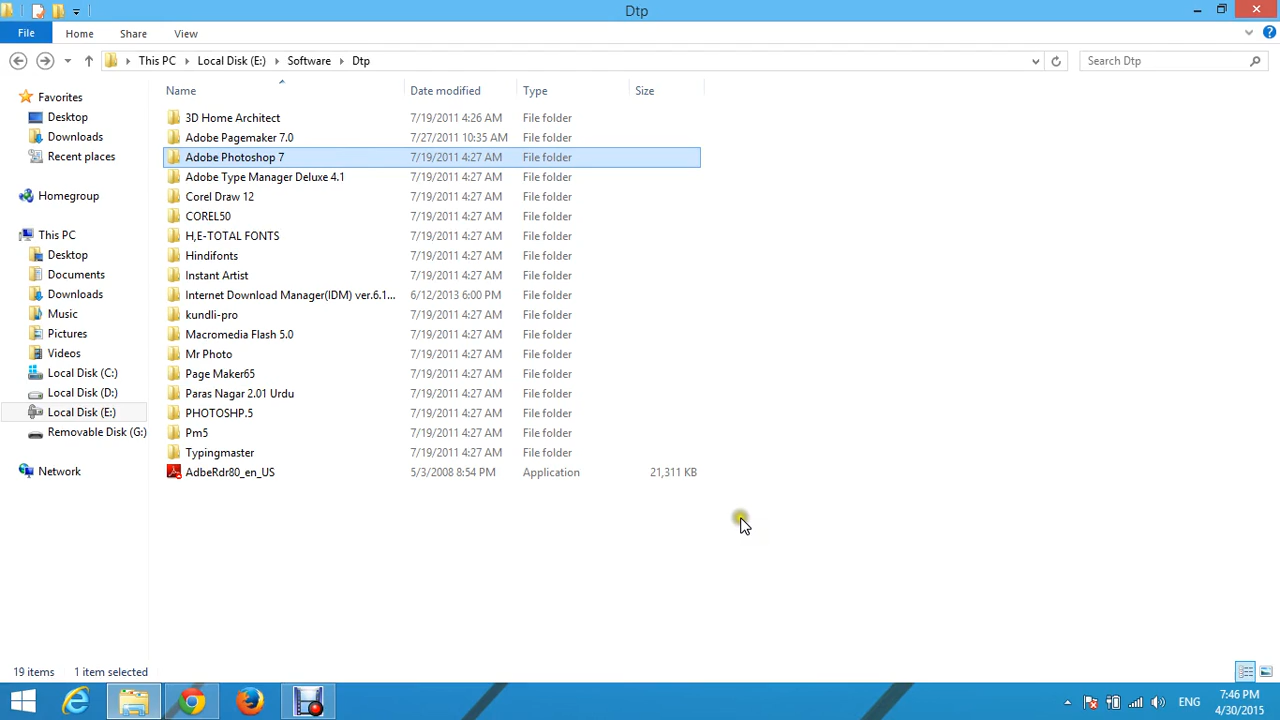 Dtp
File Home Share View
This PC Local Disk (E:) Software Dtp Search Dtp
Name Date modified Type Size
Favorites
Desktop
Downloads
Recent places
Homegroup
This PC
Desktop
Documents
Downloads
Music
Pictures
Videos
Local Disk (C:)
Local Disk (D:)
Local Disk (E:)
Removable Disk (G:)
Network
3D Home Architect 7/19/2011 4:26 AM File folder
Adobe Pagemaker 7.0 7/27/2011 10:35 AM File folder
Adobe Photoshop 7 7/19/2011 4:27 AM File folder
Adobe Type Manager Deluxe 4.1 7/19/2011 4:27 AM File folder
Corel Draw 12 7/19/2011 4:27 AM File folder
COREL50 7/19/2011 4:27 AM File folder
H,E-TOTAL FONTS 7/19/2011 4:27 AM File folder
Hindifonts 7/19/2011 4:27 AM File folder
Instant Artist 7/19/2011 4:27 AM File folder
Internet Download Manager(IDM) ver.6.1... 6/12/2013 6:00 PM File folder
kundli-pro 7/19/2011 4:27 AM File folder
Macromedia Flash 5.0 7/19/2011 4:27 AM File folder
Mr Photo 7/19/2011 4:27 AM File folder
Page Maker65 7/19/2011 4:27 AM File folder
Paras Nagar 2.01 Urdu 7/19/2011 4:27 AM File folder
PHOTOSHP.5 7/19/2011 4:27 AM File folder
Pm5 7/19/2011 4:27 AM File folder
Typingmaster 7/19/2011 4:27 AM File folder
AdbeRdr80_en_US 5/3/2008 8:54 PM Application 21,311 KB
19 items 1 item selected
ENG 7:46 PM
4/30/2015